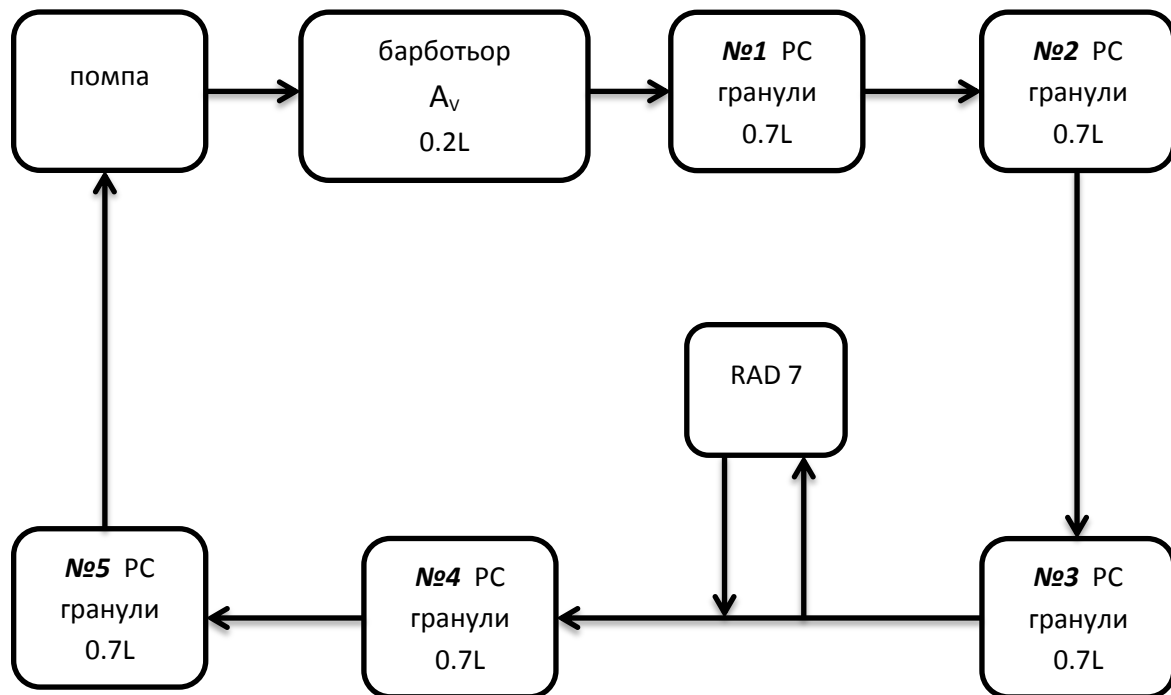 помпа
барботьор
Aᵥ
0.2L
№1 PC
гранули
0.7L
№2 PC
гранули
0.7L
RAD 7
№5 PC
гранули
0.7L
№4 PC
гранули
0.7L
№3 PC
гранули
0.7L